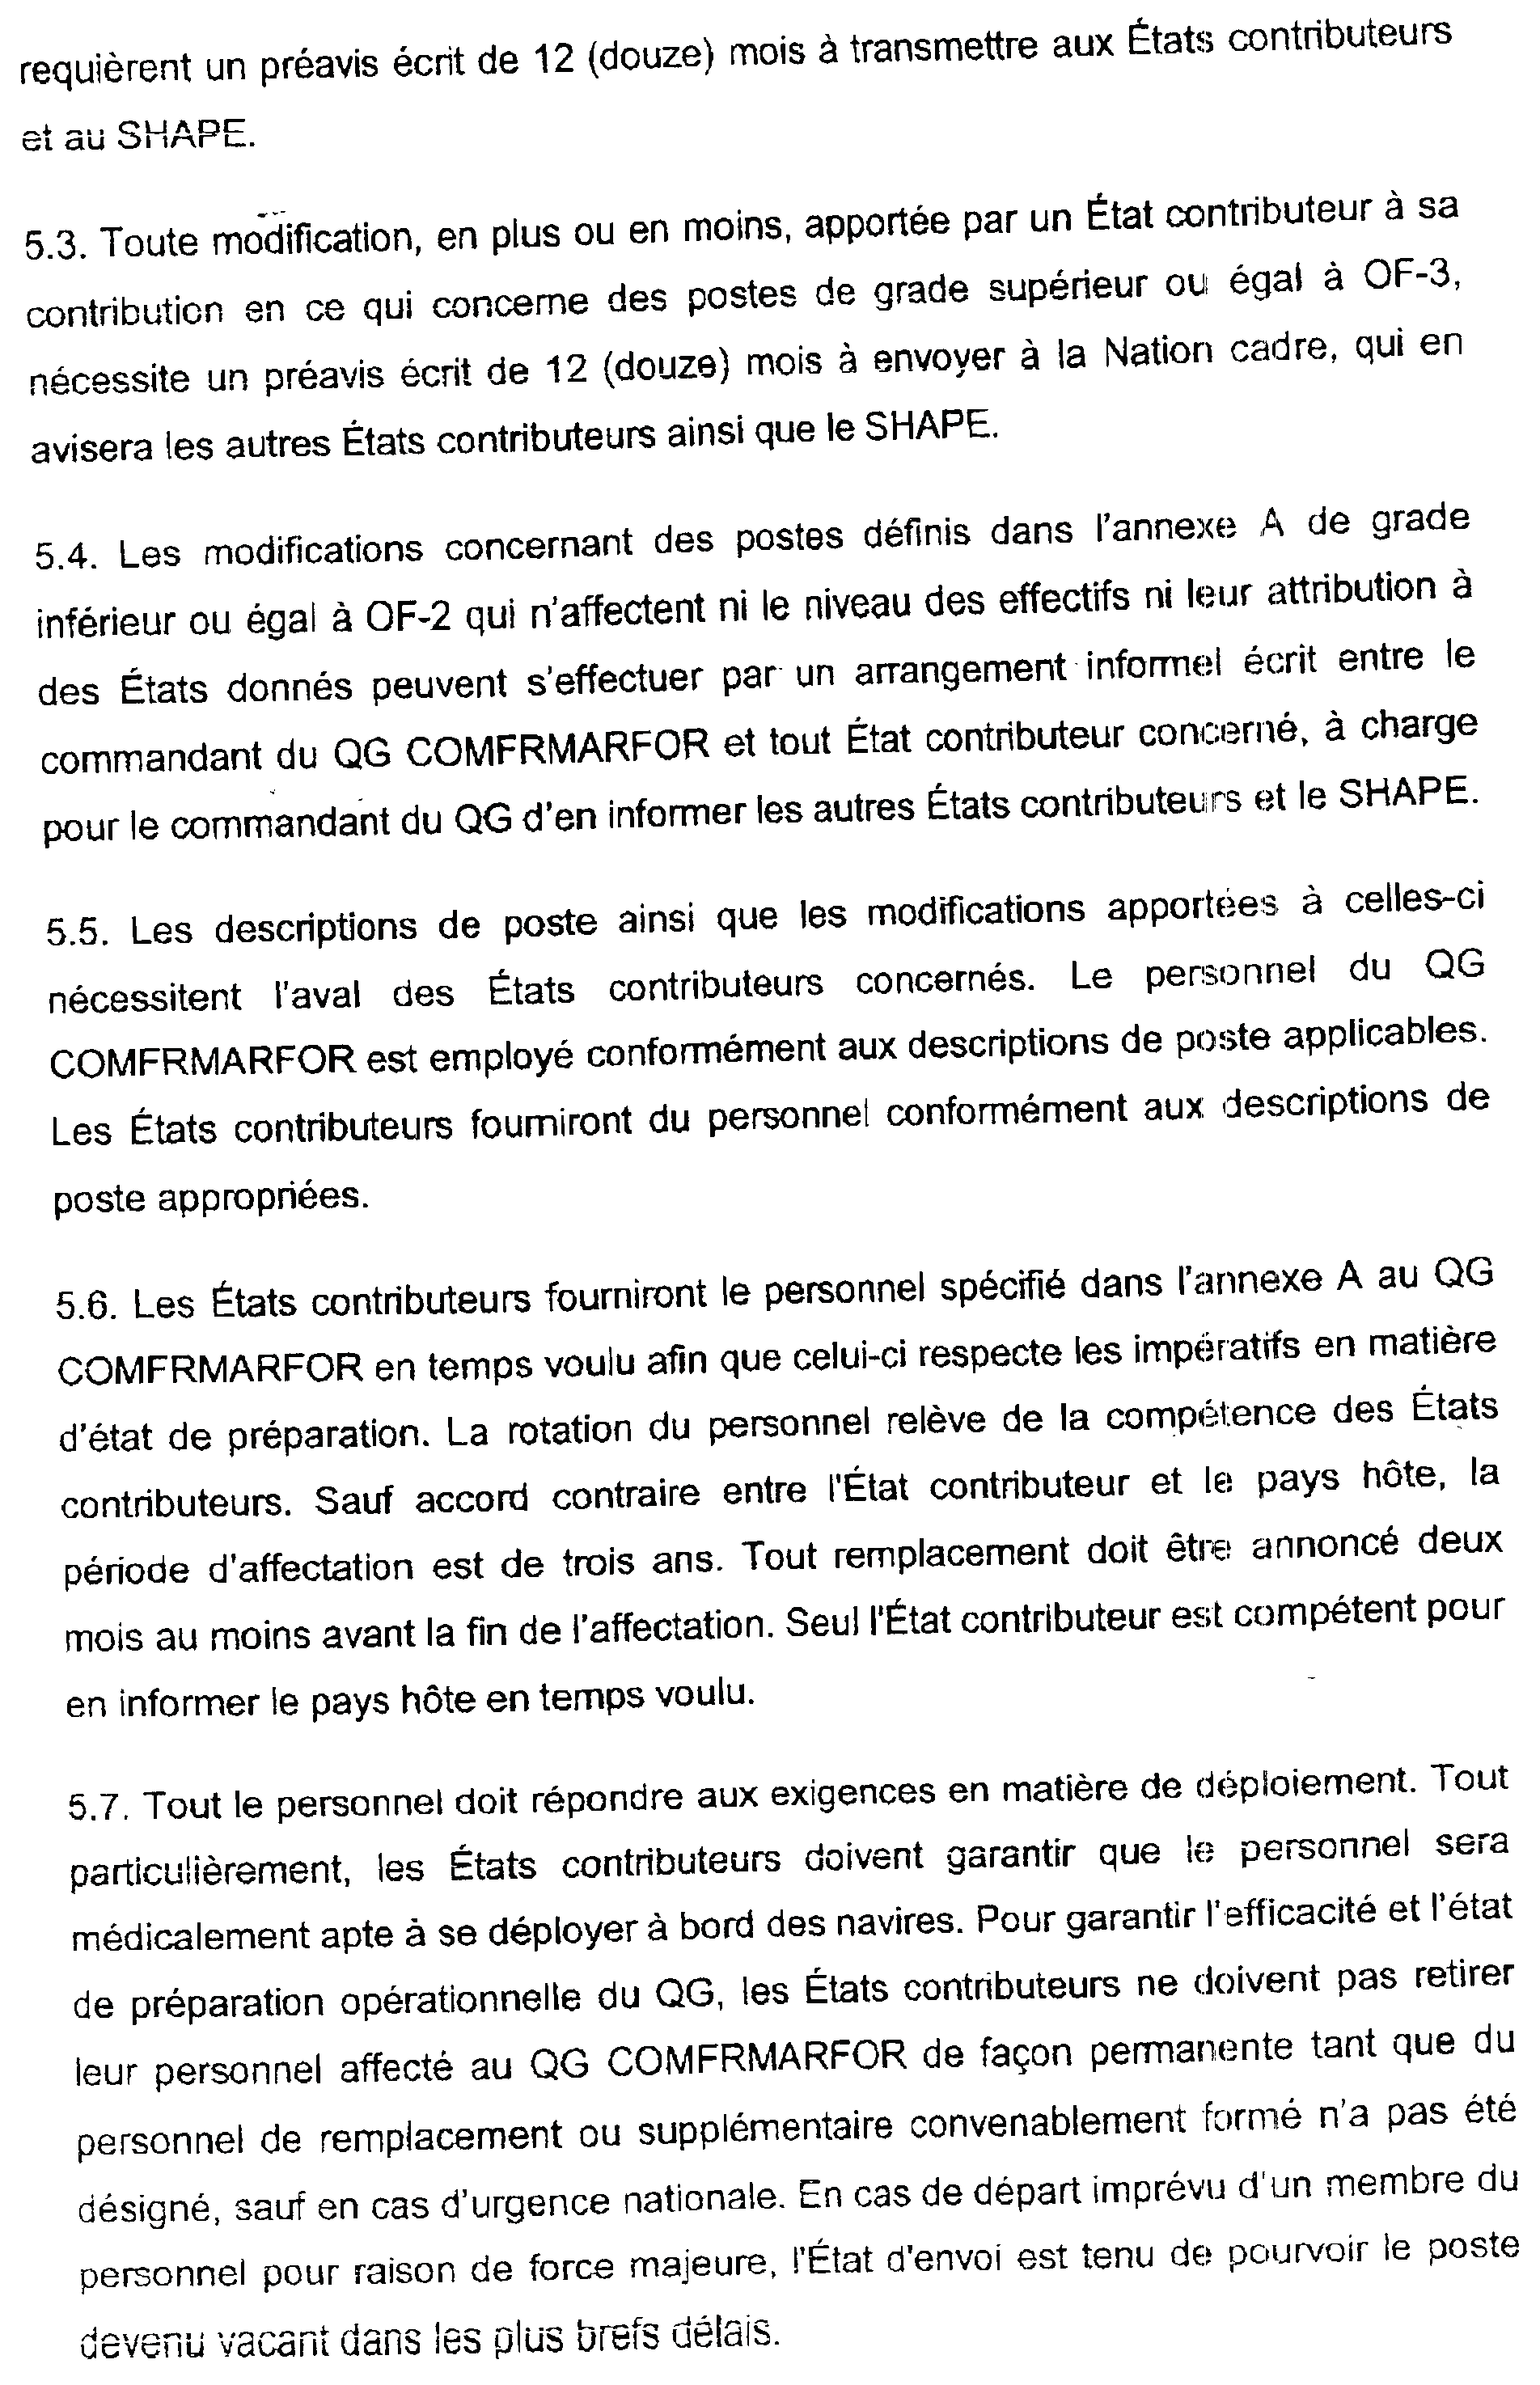 requièrent un préavis écrit de 12 (douze) mois à transmettre aux États contributeurs
et au SHAPE.
5.3. Toute modification, en plus ou en moins, apportée par un État contributeur à sa
contribution en ce qui concerne des postes de grade supérieur ou égal à OF-3,
nécessite un préavis écrit de 12 (douze) mois à envoyer à la Nation cadre, qui en
avisera les autres États contributeurs ainsi que le SHAPE.
5.4. Les modifications concernant des postes définis dans l'annexe A de grade
inférieur ou égal à OF-2 qui n'affectent ni le niveau des effectifs ni leur attribution à
des États donnés peuvent s'effectuer par un arrangement informel écrit entre le
commandant du QG COMFRMARFOR et tout État contributeur concerné, à charge
pour le commandant du QG d'en informer les autres États contributeurs et le SHAPE.
5.5. Les descriptions de poste ainsi que les modifications apportées à celles-ci
nécessitent l'aval des États contributeurs concernés. Le personnel du QG
COMFRMARFOR est employé conformément aux descriptions de poste applicables.
Les États contributeurs fourniront du personnel conformément aux descriptions de
poste appropriées.
5.6. Les États contributeurs fourniront le personnel spécifié dans l'annexe A au QG
COMFRMARFOR en temps voulu afin que celui-ci respecte les impératifs en matière
d'état de préparation. La rotation du personnel relève de la compétence des États
contributeurs. Sauf accord contraire entre l'État contributeur et le pays hôte, la
période d'affectation est de trois ans. Tout remplacement doit être annoncé deux
mois au moins avant la fin de l'affectation. Seul l'État contributeur est compétent pour
en informer le pays hôte en temps voulu.
5.7. Tout le personnel doit répondre aux exigences en matière de déploiement. Tout
particulièrement, les États contributeurs doivent garantir que le personnel sera
médicalement apte à se déployer à bord des navires. Pour garantir l'efficacité et l'état
de préparation opérationnelle du QG, les États contributeurs ne doivent pas retirer
leur personnel affecté au QG COMFRMARFOR de façon permanente tant que du
personnel de remplacement ou supplémentaire convenablement formé n'a pas été
désigné, sauf en cas d'urgence nationale. En cas de départ imprévu d'un membre du
personnel pour raison de force majeure, l'État d'envoi est tenu de pourvoir le poste
devenu vacant dans les plus brefs délais.